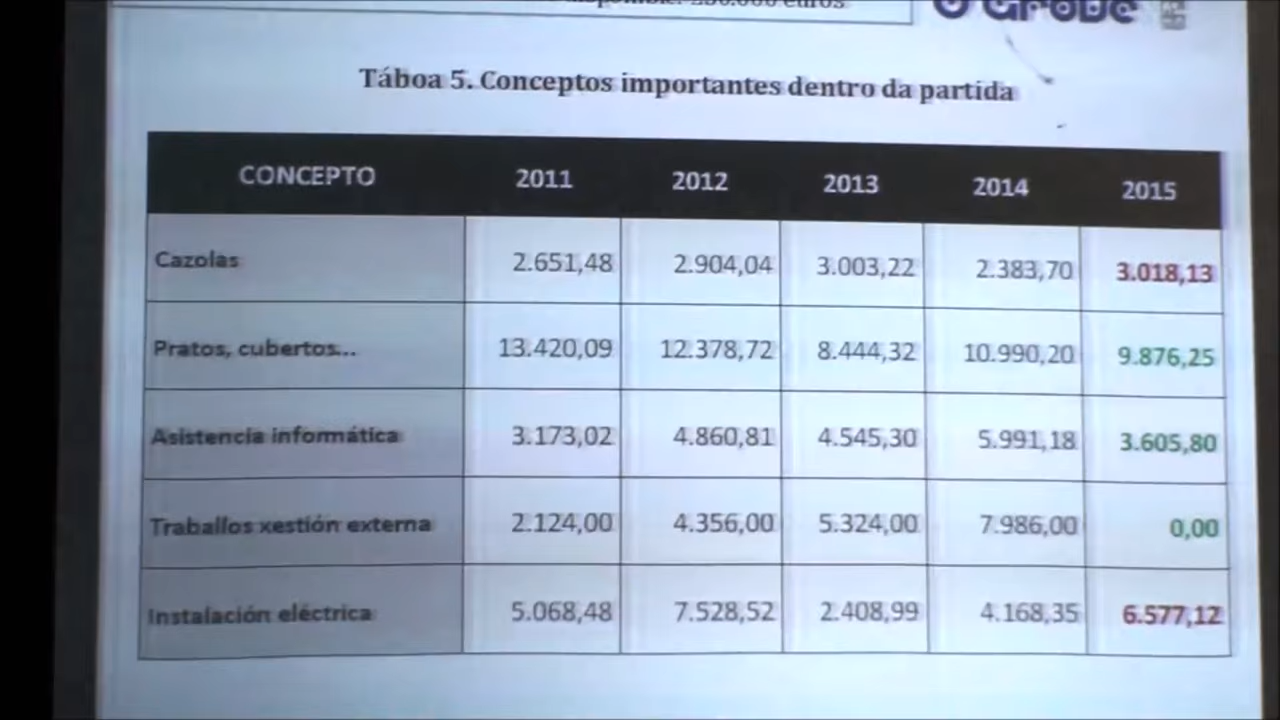 euros
O Grobe
Táboa 5. Conceptos importantes dentro da partida
CONCEPTO 2011 2012 2013 2014 2015
Cazolas 2.651,48 2.904,04 3.003,22 2.383,70 3.018,13
Pratos, cubertos... 13.420,09 12.378,72 8.444,32 10.990,20 9.876,25
Asistencia informática 3.173,02 4.860,81 4.545,30 5.991,18 3.605,80
Traballos xestión externa 2.124,00 4.356,00 5.324,00 7.986,00 0,00
Instalación eléctrica 5.068,48 7.528,52 2.408,99 4.168,35 6.577,12